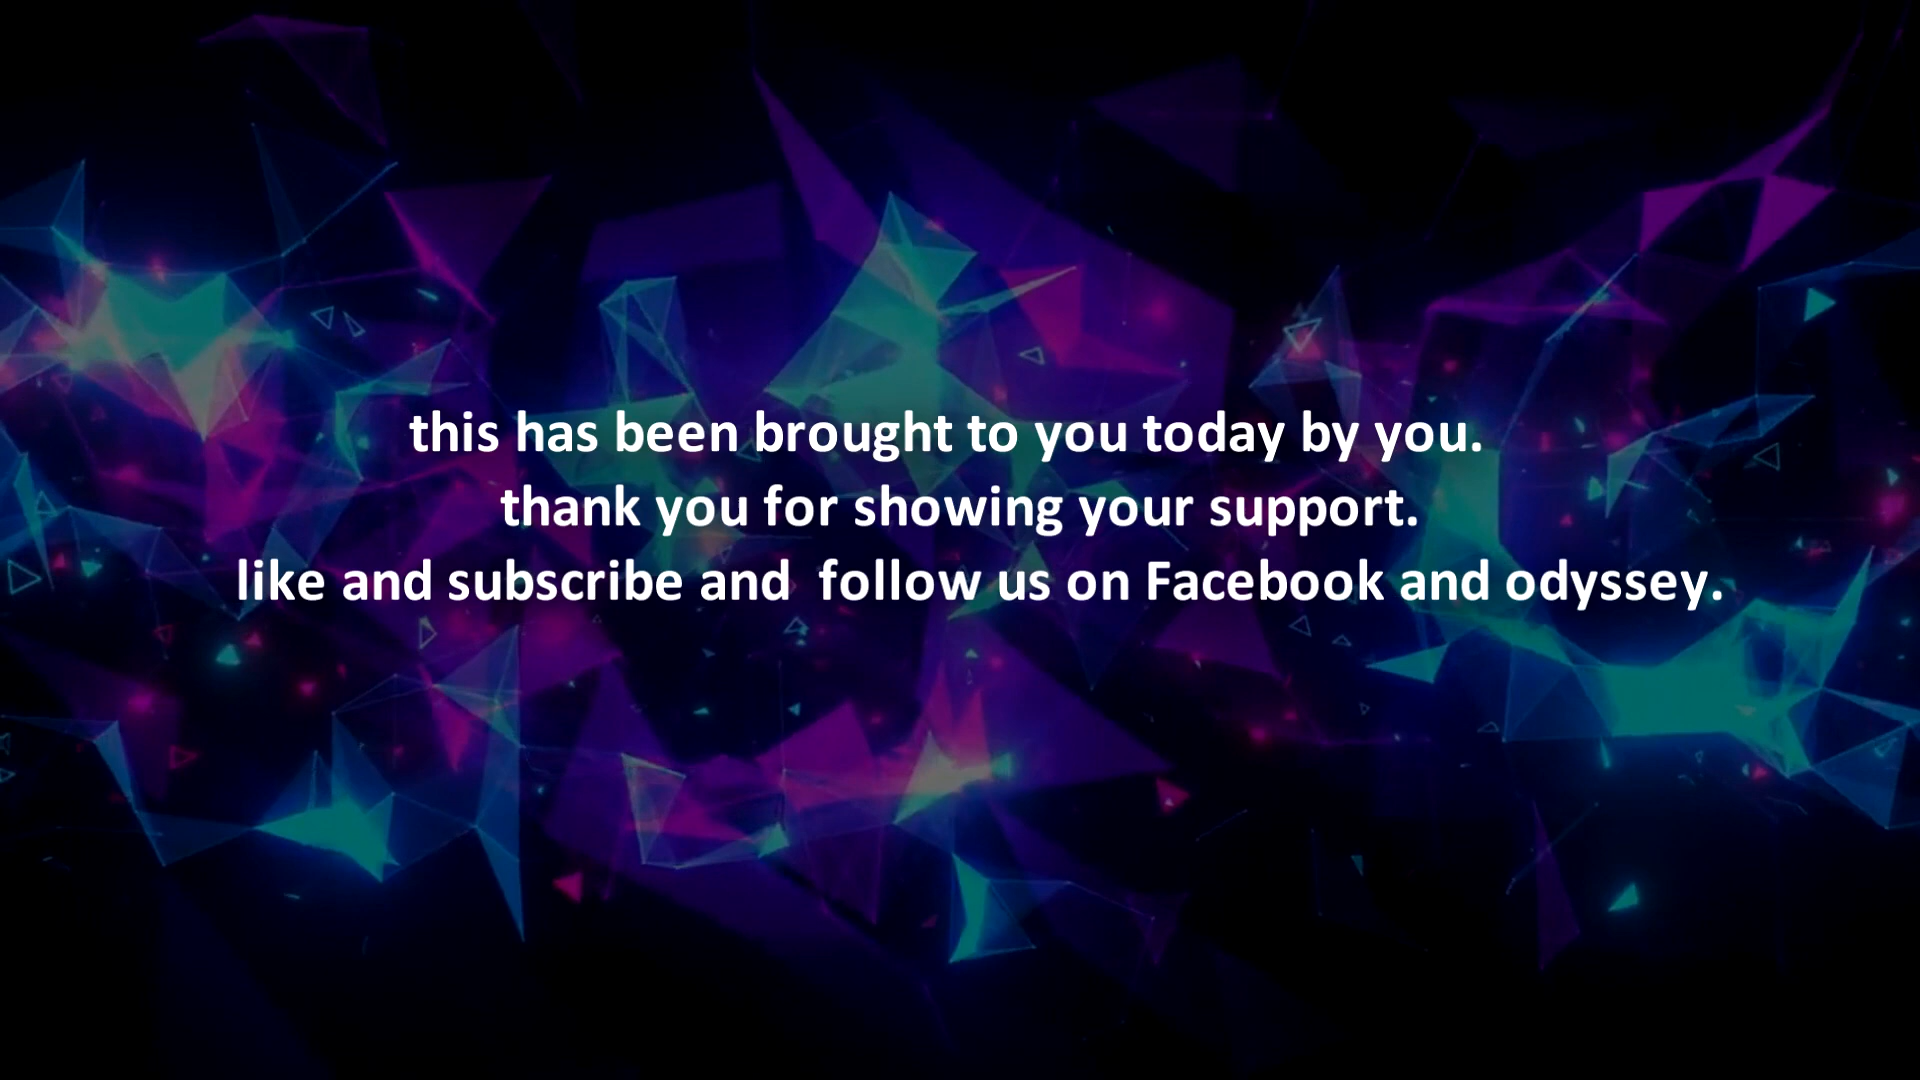 this has been brought to you today by you.
thank you for showing your support.
like and subscribe and  follow us on Facebook and odyssey.